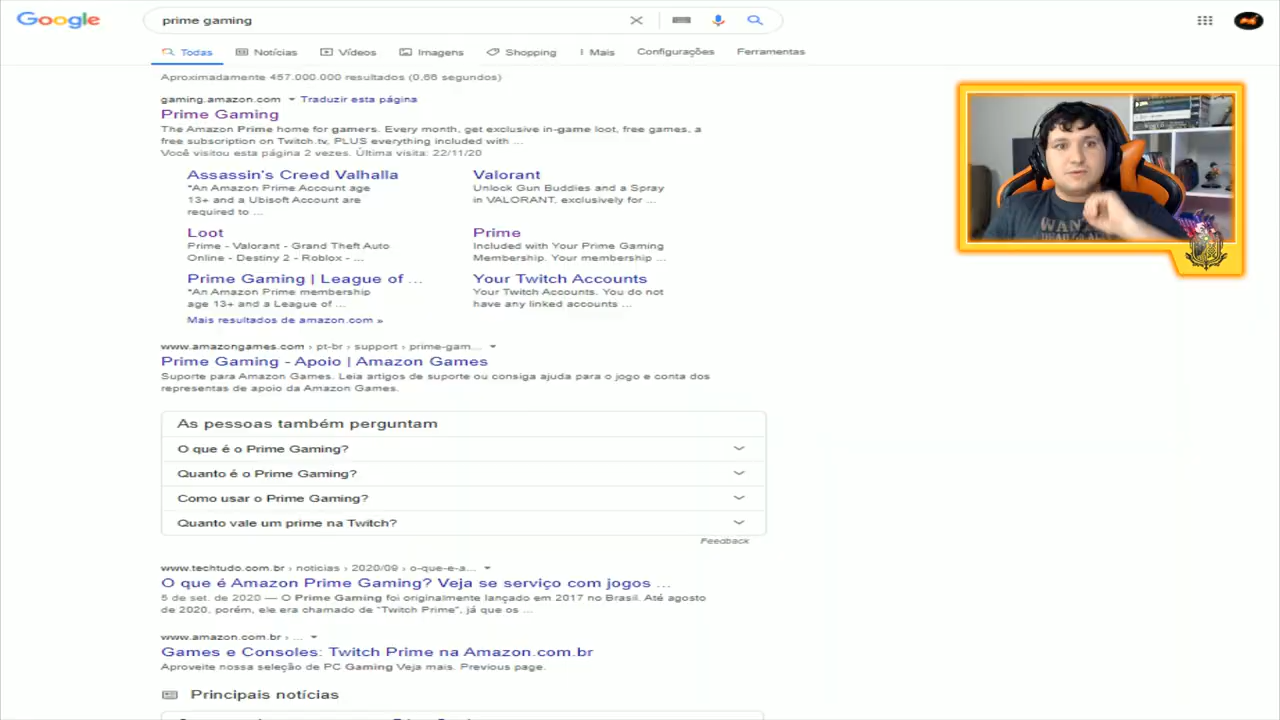 Google
prime gaming
Todas
Notícias
Vídeos
Imagens
Shopping
Mais
Configurações
Ferramentas
Aproximadamente 457.000.000 resultados (0,66 segundos)
gaming.amazon.com Traduzir esta página
Prime Gaming
The Amazon Prime home for gamers. Every month, get exclusive in-game loot, free games, a
free subscription on Twitch.tv, PLUS everything included with ...
Você visitou esta página 2 vezes. Última visita: 22/11/20
Assassin's Creed Valhalla
*An Amazon Prime Account age
13+ and a Ubisoft Account are
required to ...
Valorant
Unlock Gun Buddies and a Spray
in VALORANT, exclusively for ...
Loot
Prime - Valorant - Grand Theft Auto
Online - Destiny 2 - Roblox - ...
Prime
Included with Your Prime Gaming
Membership. Your membership ...
Prime Gaming | League of ...
*An Amazon Prime membership
age 13+ and a League of ...
Your Twitch Accounts
Your Twitch Accounts. You do not
have any linked accounts ...
Mais resultados de amazon.com »
www.amazongames.com › pt-br › support › prime-gam...
Prime Gaming - Apoio | Amazon Games
Suporte para Amazon Games. Leia artigos de suporte ou consiga ajuda para o jogo e conta dos
representas de apoio da Amazon Games.
As pessoas também perguntam
O que é o Prime Gaming?
Quanto é o Prime Gaming?
Como usar o Prime Gaming?
Quanto vale um prime na Twitch?
Feedback
www.techtudo.com.br › noticias › 2020/09 › o-que-e-a...
O que é Amazon Prime Gaming? Veja se serviço com jogos ...
5 de set. de 2020 — O Prime Gaming foi originalmente lançado em 2017 no Brasil. Até agosto
de 2020, porém, ele era chamado de "Twitch Prime", já que os ...
www.amazon.com.br › ...
Games e Consoles: Twitch Prime na Amazon.com.br
Aproveite nossa seleção de PC Gaming Veja mais. Previous page.
Principais notícias
WANT